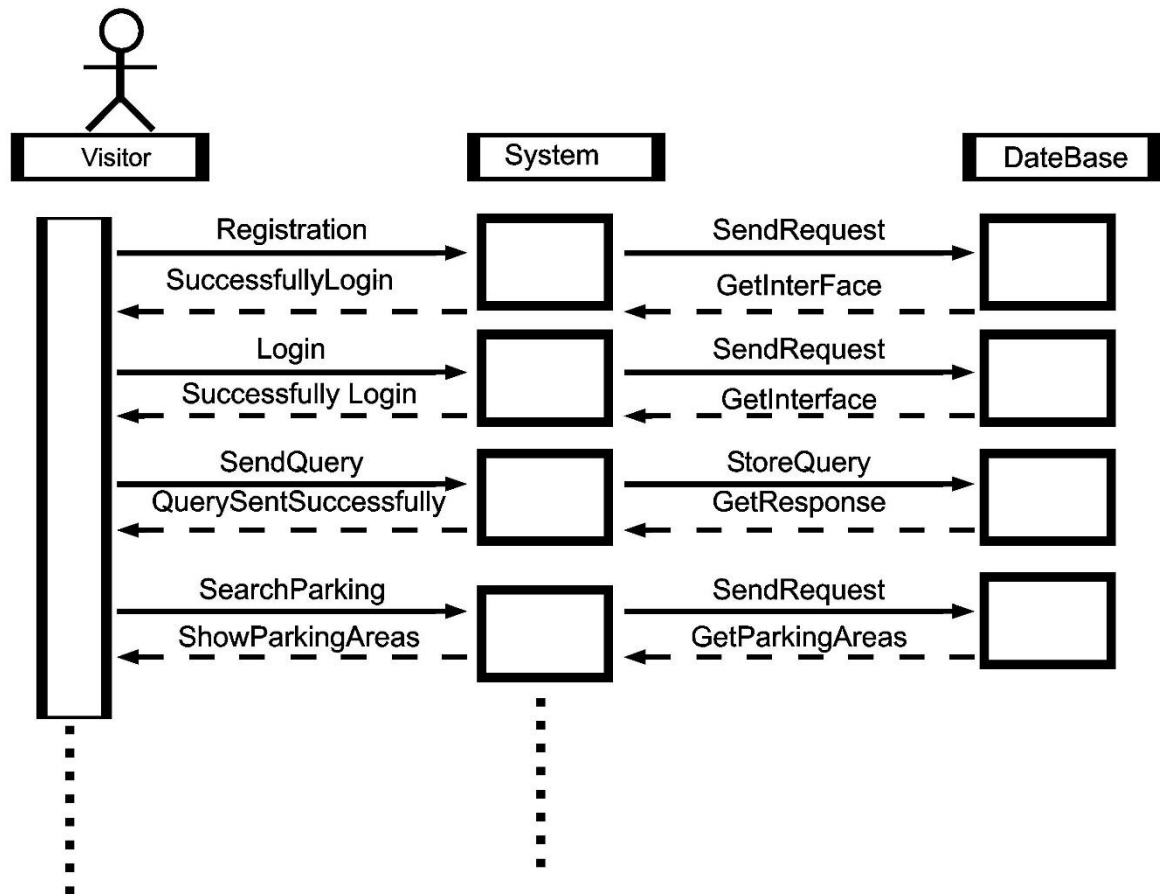 Visitor
System
DateBase
Registration
SendRequest
SuccessfullyLogin
GetInterFace
Login
SendRequest
Successfully Login
GetInterface
SendQuery
StoreQuery
QuerySentSuccessfully
GetResponse
SearchParking
SendRequest
ShowParkingAreas
GetParkingAreas